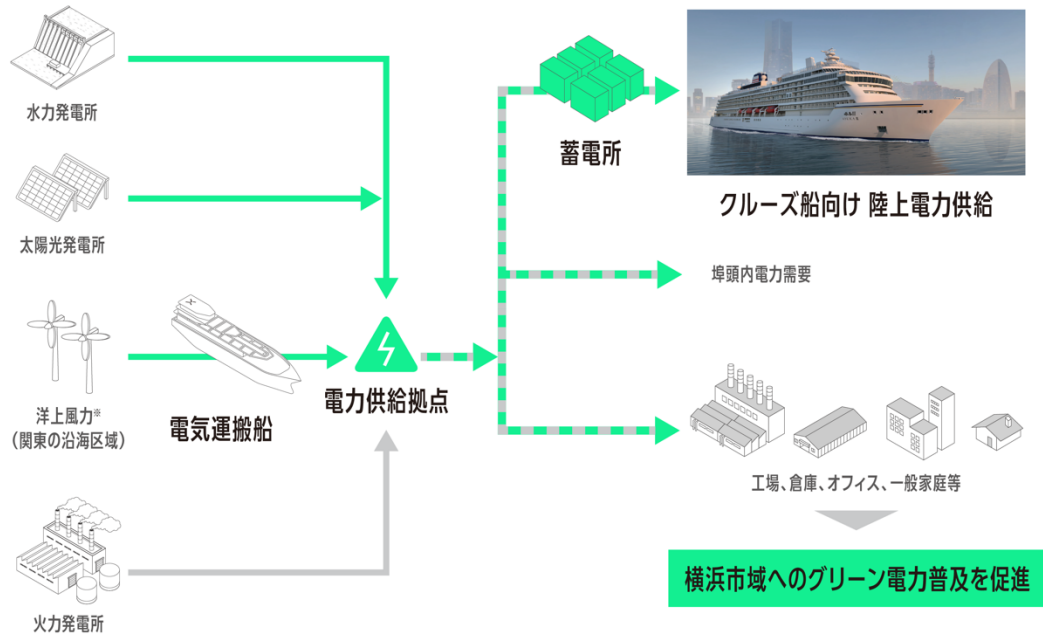 水力発電所
太陽光発電所
洋上風力※
（関東の沿海区域）
火力発電所
電気運搬船
電力供給拠点
蓄電所
クルーズ船向け 陸上電力供給
埠頭内電力需要
工場、倉庫、オフィス、一般家庭等
横浜市域へのグリーン電力普及を促進